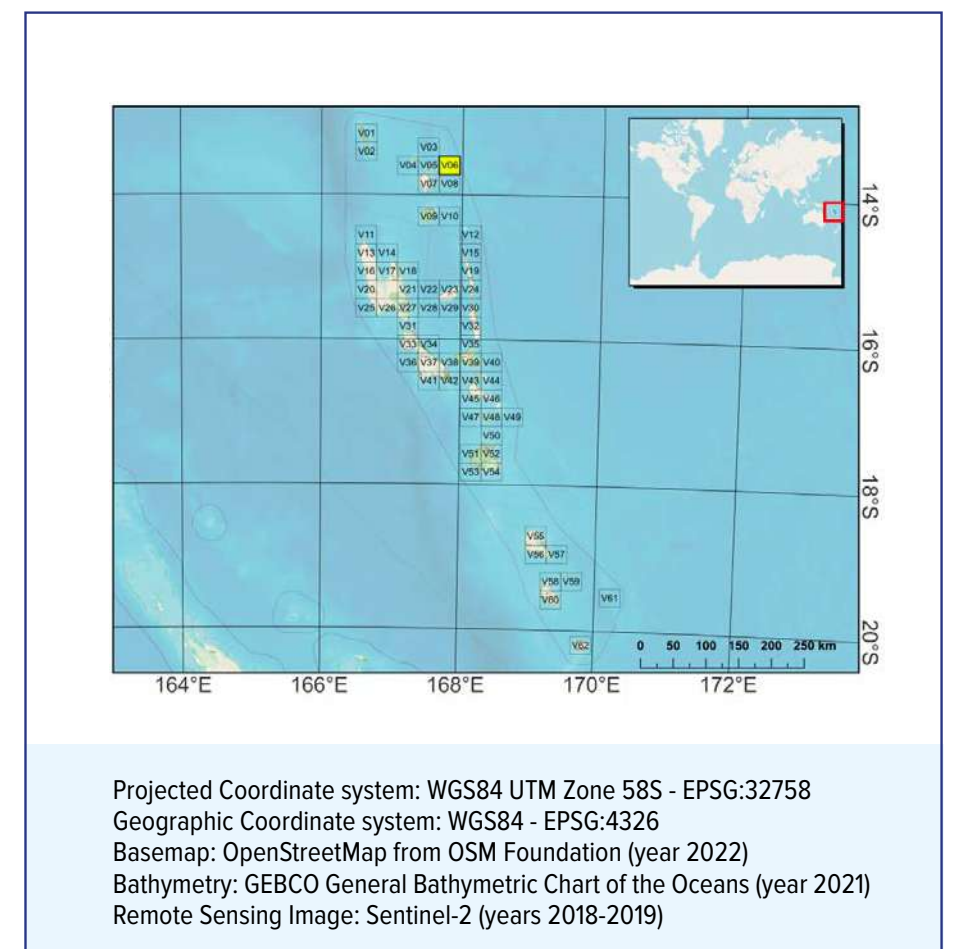 V01
V02
V03
V04 V05 V06
V07 V08
14°S
V09 V10
V11 V12
V13 V14 V15
V16 V17 V18 V19
V20 V21 V22 V23 V24
V25 V26 V27 V28 V29 V30
V31 V32
V33 V34 V35
16°S
V36 V37 V38 V39 V40
V41 V42 V43 V44
V45 V46
V47 V48 V49
V50
V51 V52
V53 V54
18°S
V55
V56 V57
V58 V59
V60 V61
V62
20°S
0 50 100 150 200 250 km
164°E 166°E 168°E 170°E 172°E
Projected Coordinate system: WGS84 UTM Zone 58S - EPSG:32758
Geographic Coordinate system: WGS84 - EPSG:4326
Basemap: OpenStreetMap from OSM Foundation (year 2022)
Bathymetry: GEBCO General Bathymetric Chart of the Oceans (year 2021)
Remote Sensing Image: Sentinel-2 (years 2018-2019)